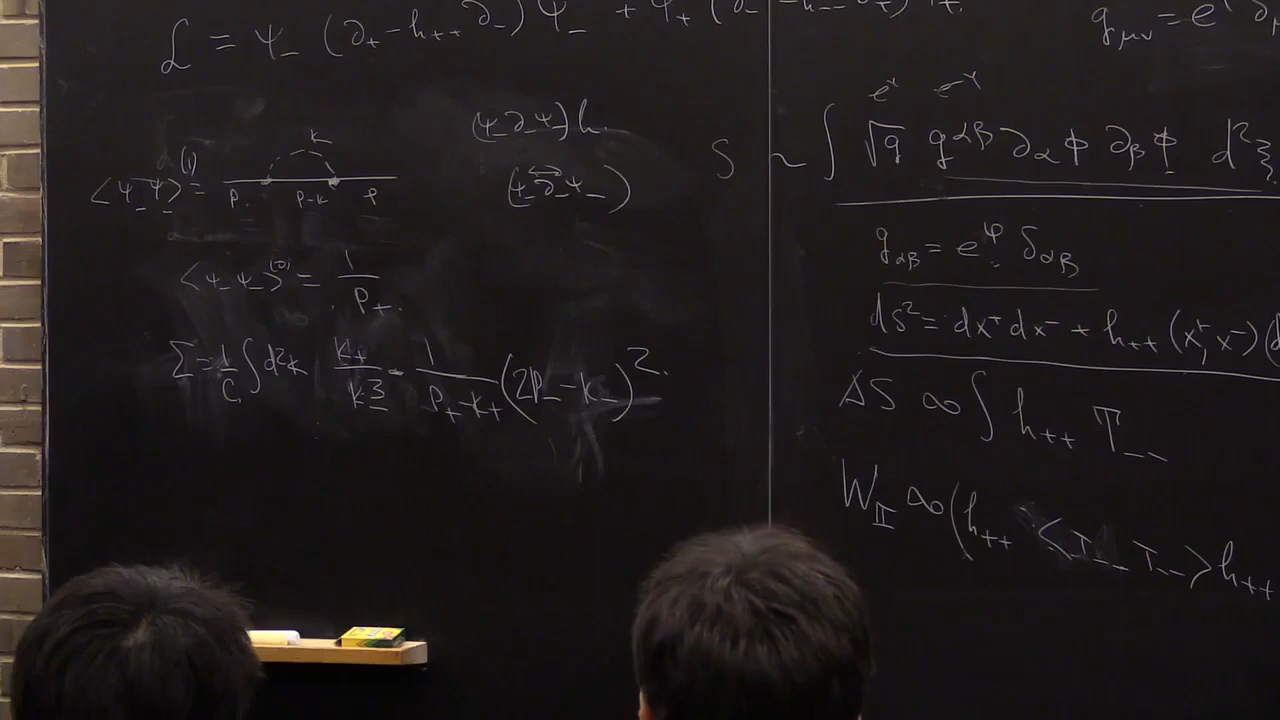 ℒ = ψ₋ (∂₊ − h₊₊ ∂₋) ψ₋ + ψ₊ (∂₋ − h₋₋ ∂₊) ψ₊
(ψ₋∂₋ψ₋) h
k
⟨ψ₋ψ₋⟩⁽¹⁾ =
p p-k p
(ψ₋∂₋ψ₋)
⟨ψ₋ψ₋⟩⁽⁰⁾ = 1/p₊
Σ = 1/c ∫ d²k k₊/k₋³ · 1/(p₊ − k₊) (2p₋ − k₋)².
g_μν = e
e^γ e^-γ
S ~ ∫ √g g^αβ ∂_α φ ∂_β φ d²ξ
g_αβ = e^φ δ_αβ
ds² = dx⁺dx⁻ + h₊₊ (x⁺, x⁻)(d
ΔS ∝ ∫ h₊₊ T₋₋
W_II ∝ (h₊₊ < T₋₋ T₋₋ > h₊₊